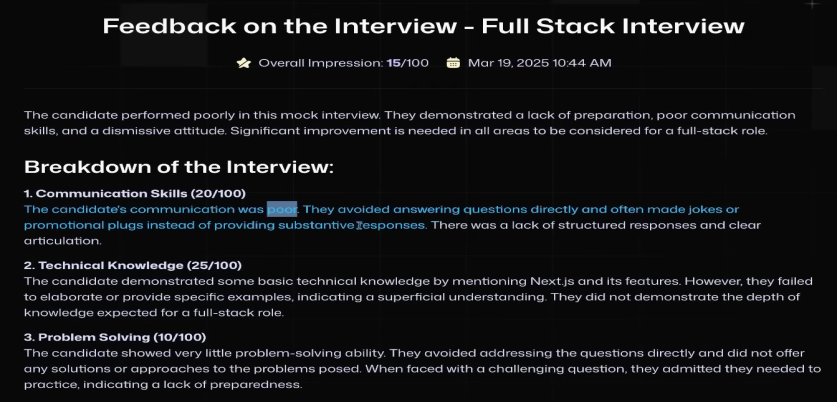 Feedback on the Interview - Full Stack Interview
Overall Impression: 15/100 Mar 19, 2025 10:44 AM
The candidate performed poorly in this mock interview. They demonstrated a lack of preparation, poor communication
skills, and a dismissive attitude. Significant improvement is needed in all areas to be considered for a full-stack role.
Breakdown of the Interview:
1. Communication Skills (20/100)
The candidate's communication was poor. They avoided answering questions directly and often made jokes or
promotional plugs instead of providing substantive responses. There was a lack of structured responses and clear
articulation.
2. Technical Knowledge (25/100)
The candidate demonstrated some basic technical knowledge by mentioning Next.js and its features. However, they failed
to elaborate or provide specific examples, indicating a superficial understanding. They did not demonstrate the depth of
knowledge expected for a full-stack role.
3. Problem Solving (10/100)
The candidate showed very little problem-solving ability. They avoided addressing the questions directly and did not offer
any solutions or approaches to the problems posed. When faced with a challenging question, they admitted they needed to
practice, indicating a lack of preparedness.